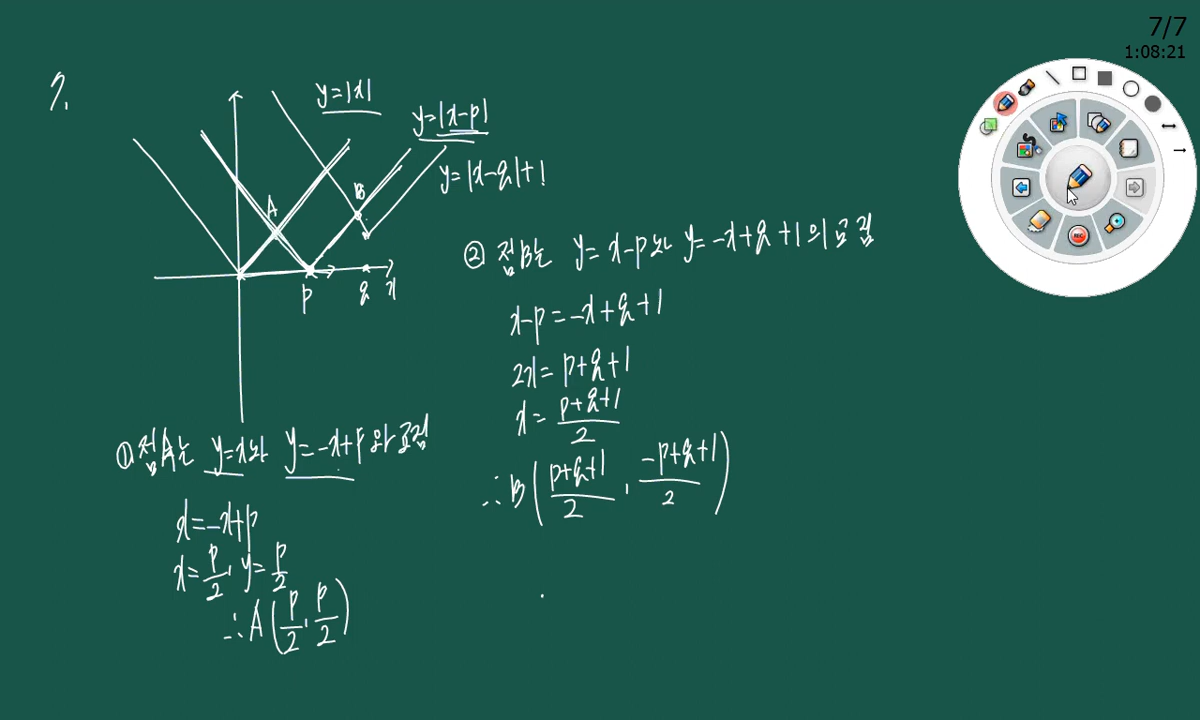 7/7
1:08:21
7.
y=|x|
y=|x-p|
y=|x-q|+1
A
B
p
q
x
① 점A는 y=x와 y=-x+p와 교점
x=-x+p
x=p/2, y=p/2
∴A(p/2, p/2)
② 점B는 y=x-p와 y=-x+q+1의 교점
x-p=-x+q+1
2x=p+q+1
x=(p+q+1)/2
∴B((p+q+1)/2, (-p+q+1)/2)
REC